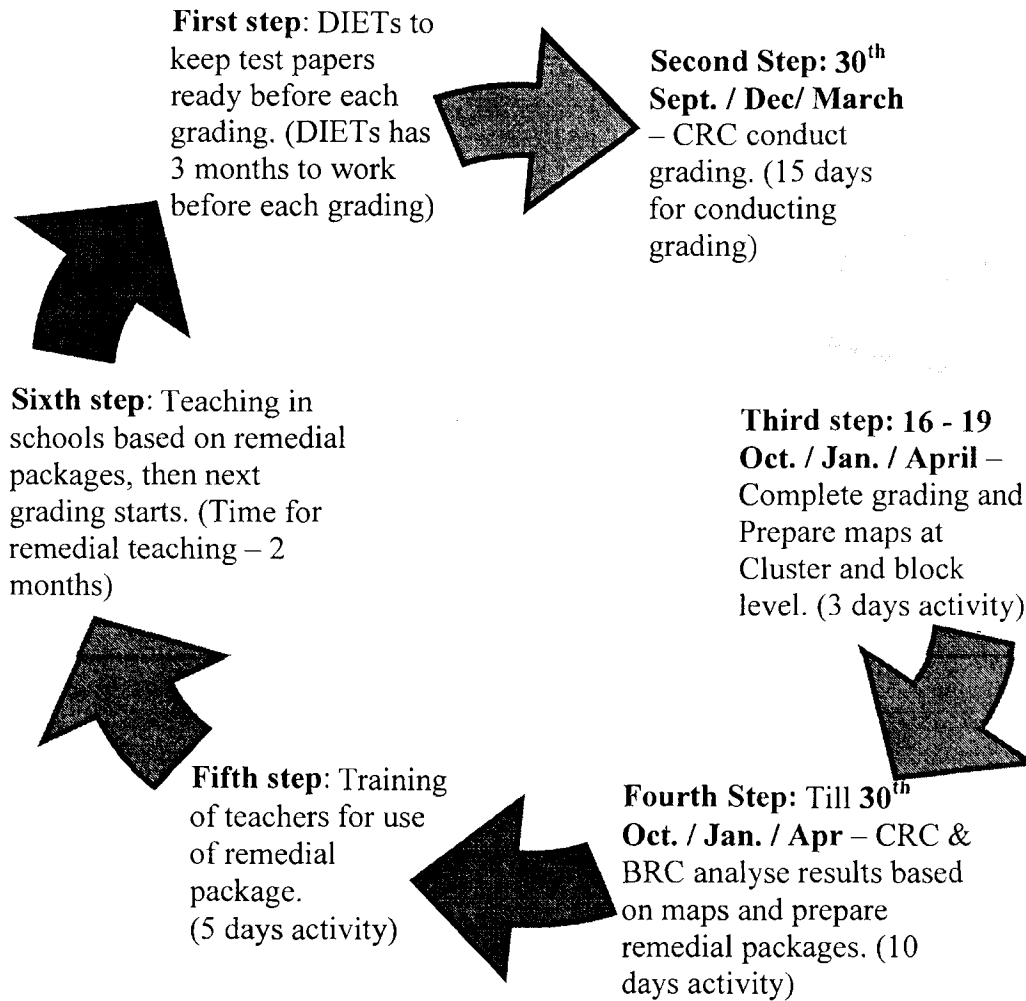 First step: DIETs to
keep test papers
ready before each
grading. (DIETs has
3 months to work
before each grading)
Second Step: 30th
Sept. / Dec/ March
– CRC conduct
grading. (15 days
for conducting
grading)
Third step: 16 - 19
Oct. / Jan. / April –
Complete grading and
Prepare maps at
Cluster and block
level. (3 days activity)
Fourth Step: Till 30th
Oct. / Jan. / Apr – CRC &
BRC analyse results based
on maps and prepare
remedial packages. (10
days activity)
Fifth step: Training
of teachers for use
of remedial
package.
(5 days activity)
Sixth step: Teaching in
schools based on remedial
packages, then next
grading starts. (Time for
remedial teaching – 2
months)